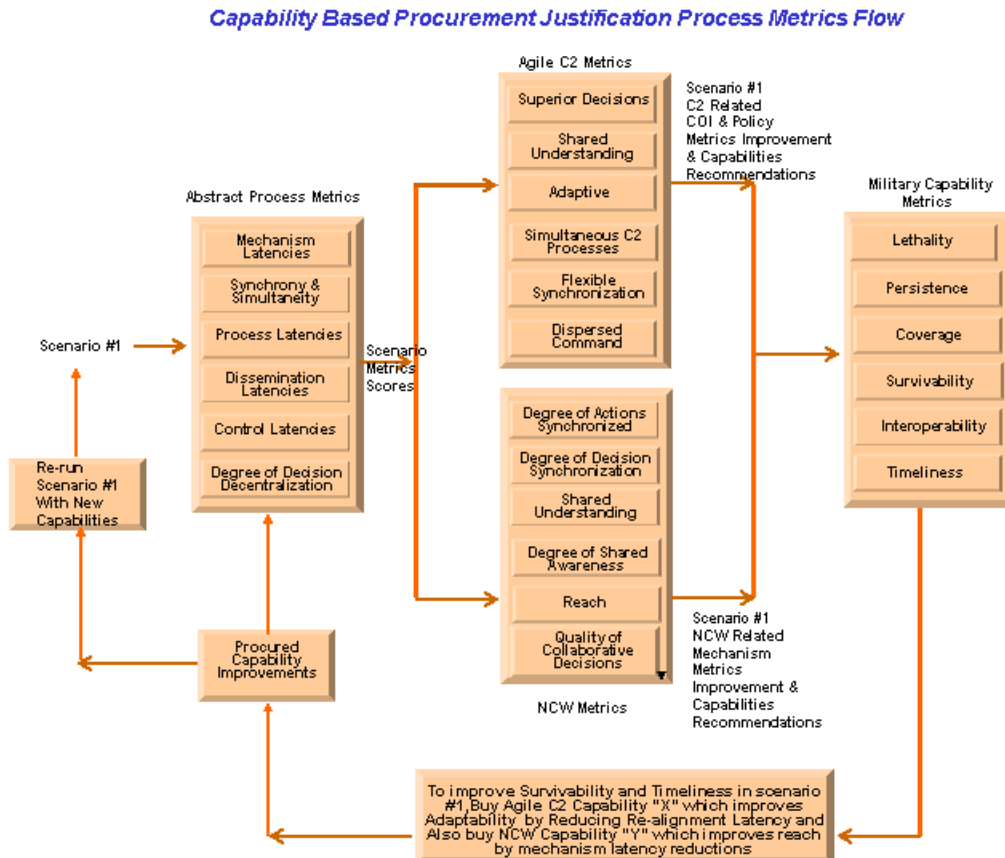 Capability Based Procurement Justification Process Metrics Flow
Agile C2 Metrics
Superior Decisions
Shared
Understanding
Adaptive
Simultaneous C2
Processes
Flexible
Synchronization
Dispersed
Command
Scenario #1
C2 Related
COI & Policy
Metrics Improvement
& Capabilities
Recommendations
Military Capability
Metrics
Lethality
Persistence
Coverage
Survivability
Interoperability
Timeliness
Abstract Process Metrics
Mechanism
Latencies
Synchrony &
Simultaneity
Process Latencies
Dissemination
Latencies
Control Latencies
Degree of Decision
Decentralization
Scenario #1
Scenario
Metrics
Scores
Re-run
Scenario #1
With New
Capabilities
Degree of Actions
Synchronized
Degree of Decision
Synchronization
Shared
Understanding
Degree of Shared
Awareness
Reach
Quality of
Collaborative
Decisions
NCW Metrics
Scenario #1
NCW Related
Mechanism
Metrics
Improvement &
Capabilities
Recommendations
Procured
Capability
Improvements
To improve Survivability and Timeliness in scenario
#1,Buy Agile C2 Capability "X" which improves
Adaptability by Reducing Re-alignment Latency and
Also buy NCW Capability "Y" which improves reach
by mechanism latency reductions